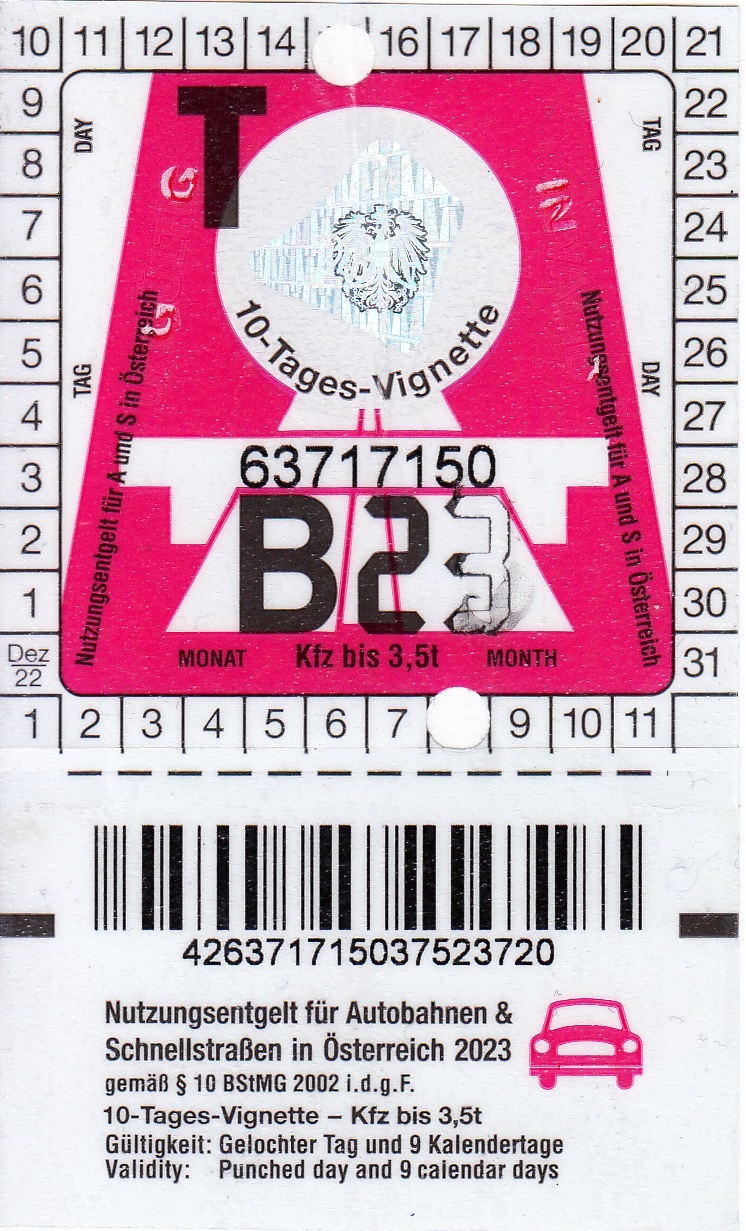 10 11 12 13 14 16 17 18 19 20 21
9 22
DAY T TAG
8 23
7 24
6 25
5 26
TAG DAY
4 27
3 28
2 29
1 30
Dez
22
31
Nutzungsentgelt für A und S in Österreich
Nutzungsentgelt für A und S in Österreich
10-Tages-Vignette
63717150
B23
MONAT Kfz bis 3,5t MONTH
1 2 3 4 5 6 7 9 10 11
426371715037523720
Nutzungsentgelt für Autobahnen &
Schnellstraßen in Österreich 2023
gemäß § 10 BStMG 2002 i.d.g.F.
10-Tages-Vignette – Kfz bis 3,5t
Gültigkeit: Gelochter Tag und 9 Kalendertage
Validity: Punched day and 9 calendar days